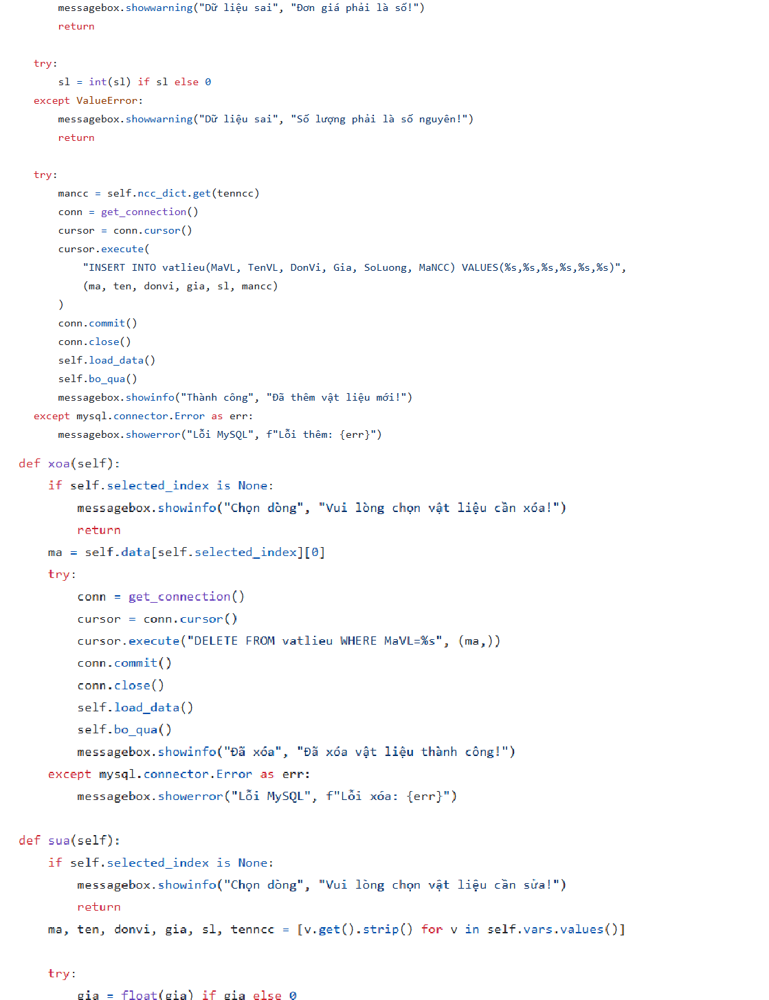 messagebox.showwarning("Dữ liệu sai", "Đơn giá phải là số!")
return
try:
sl = int(sl) if sl else 0
except ValueError:
messagebox.showwarning("Dữ liệu sai", "Số lượng phải là số nguyên!")
return
try:
mancc = self.ncc_dict.get(tenncc)
conn = get_connection()
cursor = conn.cursor()
cursor.execute(
"INSERT INTO vatlieu(MaVL, TenVL, DonVi, Gia, SoLuong, MaNCC) VALUES(%s,%s,%s,%s,%s,%s)",
(ma, ten, donvi, gia, sl, mancc)
)
conn.commit()
conn.close()
self.load_data()
self.bo_qua()
messagebox.showinfo("Thành công", "Đã thêm vật liệu mới!")
except mysql.connector.Error as err:
messagebox.showerror("Lỗi MySQL", f"Lỗi thêm: {err}")
def xoa(self):
if self.selected_index is None:
messagebox.showinfo("Chọn dòng", "Vui lòng chọn vật liệu cần xóa!")
return
ma = self.data[self.selected_index][0]
try:
conn = get_connection()
cursor = conn.cursor()
cursor.execute("DELETE FROM vatlieu WHERE MaVL=%s", (ma,))
conn.commit()
conn.close()
self.load_data()
self.bo_qua()
messagebox.showinfo("Đã xóa", "Đã xóa vật liệu thành công!")
except mysql.connector.Error as err:
messagebox.showerror("Lỗi MySQL", f"Lỗi xóa: {err}")
def sua(self):
if self.selected_index is None:
messagebox.showinfo("Chọn dòng", "Vui lòng chọn vật liệu cần sửa!")
return
ma, ten, donvi, gia, sl, tenncc = [v.get().strip() for v in self.vars.values()]
try:
gia = float(gia) if gia else 0